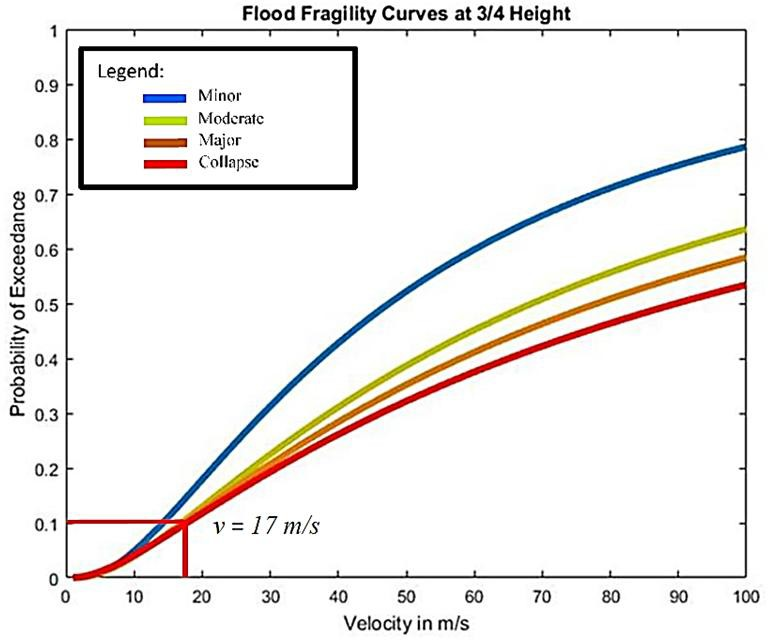 Flood Fragility Curves at 3/4 Height
Probability of Exceedance
1
0.9
0.8
0.7
0.6
0.5
0.4
0.3
0.2
0.1
0
Legend:
Minor
Moderate
Major
Collapse
v = 17 m/s
0 10 20 30 40 50 60 70 80 90 100
Velocity in m/s